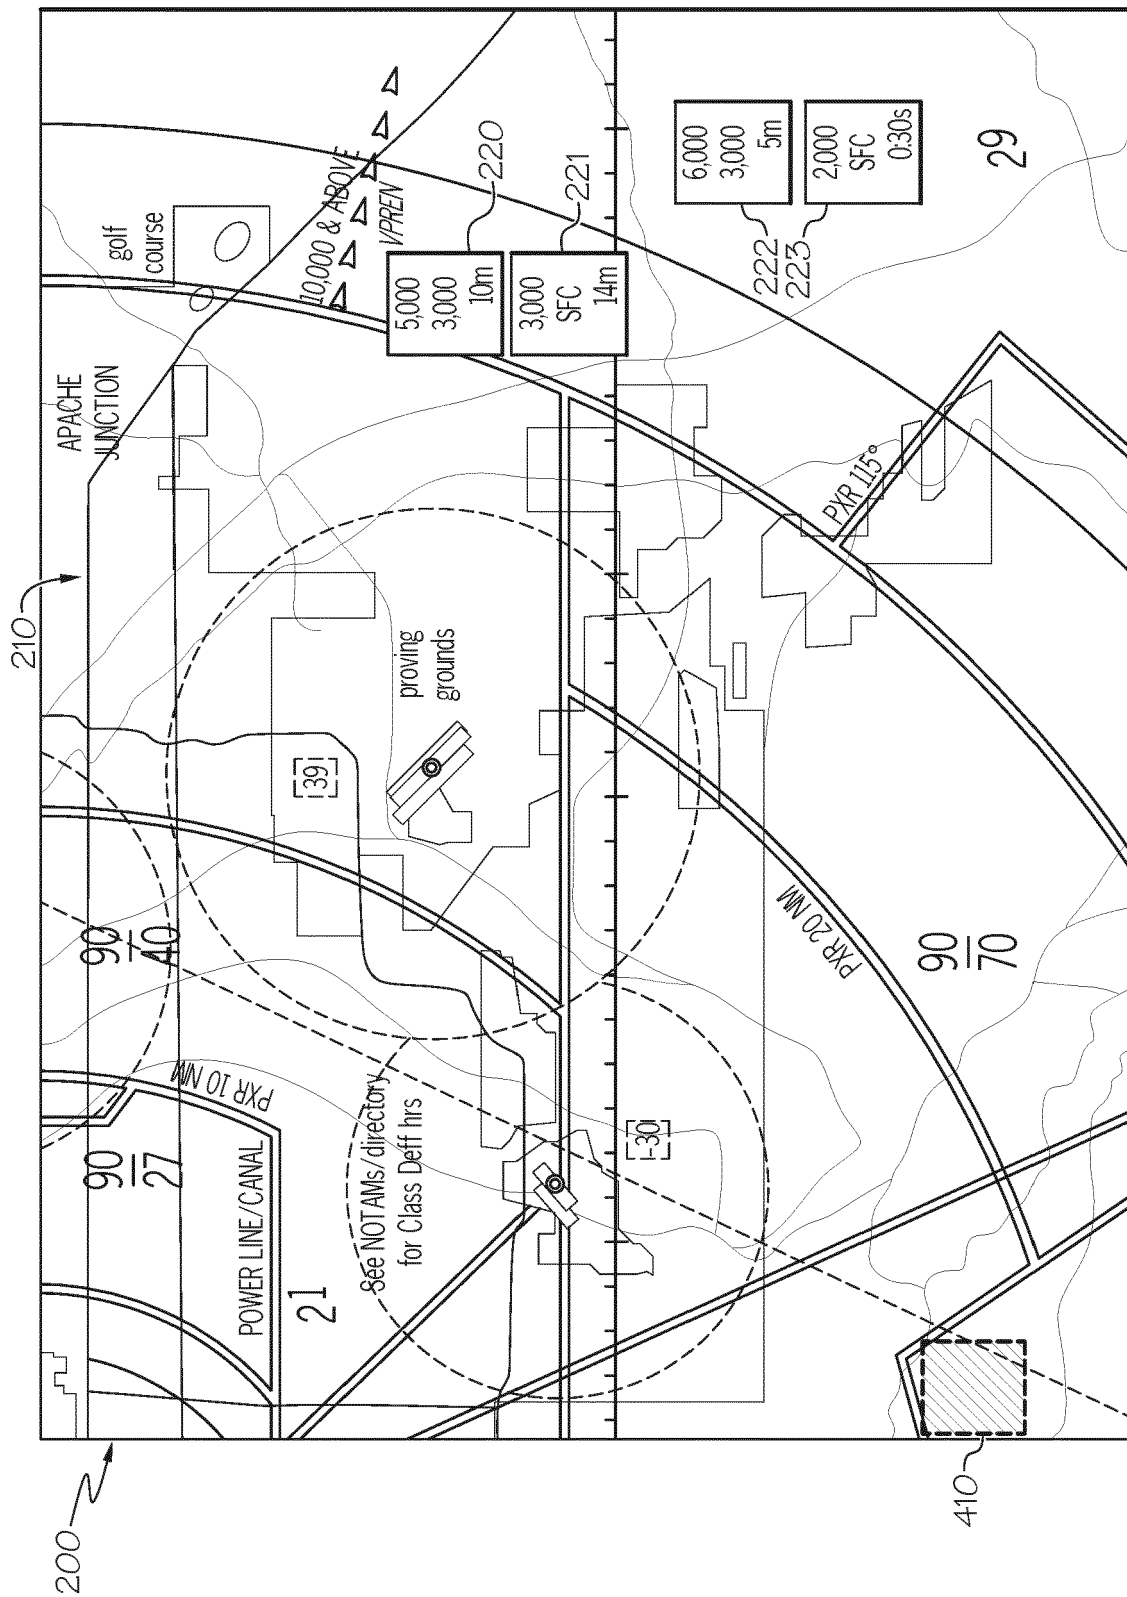 200
210
APACHE
JUNCTION
golf
course
10,000 & ABOVE
VPREN
5,000
3,000
10m
220
3,000
SFC
14m
221
6,000
3,000
5m
222
2,000
SFC
0:30s
223
29
PXR 115°
proving
grounds
[39]
90
40
PXR 10 NM
90
27
POWER LINE/CANAL
21
See NOTAMs/directory
for Class Deff hrs
[-30]
PXR 20 NM
90
70
410